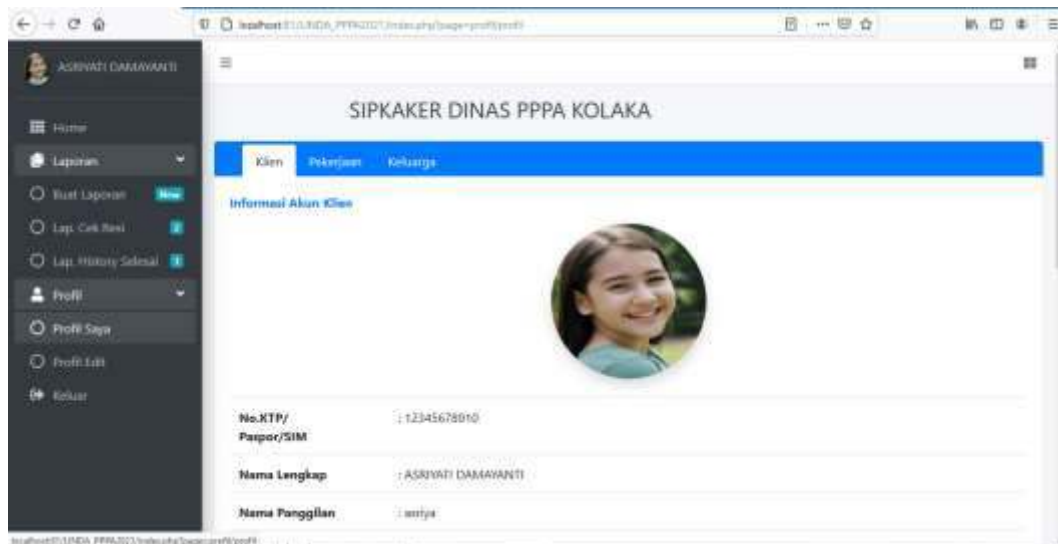 ASRIYATI DAMAYANTI
SIPKAKER DINAS PPPA KOLAKA
Home
Laporan
Klien Pekerjaan Keluarga
Buat Laporan New
Informasi Akun Klien
Lap. Cek Resi 2
Lap. History Selesai 1
Profil
Profil Saya
Profil Edit
Keluar
No.KTP/ : 12345678910
Paspor/SIM
Nama Lengkap : ASRIYATI DAMAYANTI
Nama Panggilan